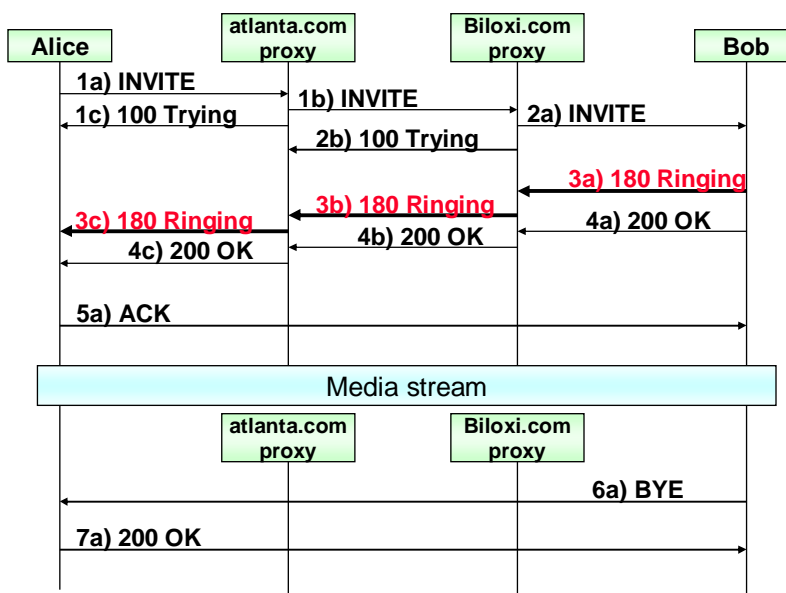 Alice
atlanta.com
proxy
Biloxi.com
proxy
Bob
1a) INVITE
1b) INVITE
1c) 100 Trying
2a) INVITE
2b) 100 Trying
3a) 180 Ringing
3b) 180 Ringing
3c) 180 Ringing
4a) 200 OK
4b) 200 OK
4c) 200 OK
5a) ACK
Media stream
atlanta.com
proxy
Biloxi.com
proxy
6a) BYE
7a) 200 OK